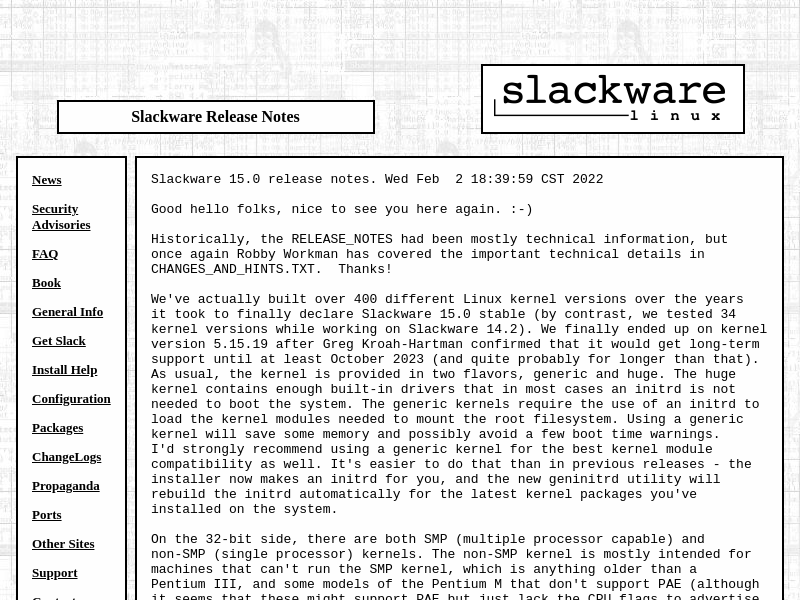 slackware
linux
Slackware Release Notes
News
Security
Advisories
FAQ
Book
General Info
Get Slack
Install Help
Configuration
Packages
ChangeLogs
Propaganda
Ports
Other Sites
Support
Slackware 15.0 release notes. Wed Feb  2 18:39:59 CST 2022
Good hello folks, nice to see you here again. :-)
Historically, the RELEASE_NOTES had been mostly technical information, but
once again Robby Workman has covered the important technical details in
CHANGES_AND_HINTS.TXT.  Thanks!
We've actually built over 400 different Linux kernel versions over the years
it took to finally declare Slackware 15.0 stable (by contrast, we tested 34
kernel versions while working on Slackware 14.2). We finally ended up on kernel
version 5.15.19 after Greg Kroah-Hartman confirmed that it would get long-term
support until at least October 2023 (and quite probably for longer than that).
As usual, the kernel is provided in two flavors, generic and huge. The huge
kernel contains enough built-in drivers that in most cases an initrd is not
needed to boot the system. The generic kernels require the use of an initrd to
load the kernel modules needed to mount the root filesystem. Using a generic
kernel will save some memory and possibly avoid a few boot time warnings.
I'd strongly recommend using a generic kernel for the best kernel module
compatibility as well. It's easier to do that than in previous releases - the
installer now makes an initrd for you, and the new geninitrd utility will
rebuild the initrd automatically for the latest kernel packages you've
installed on the system.
On the 32-bit side, there are both SMP (multiple processor capable) and
non-SMP (single processor) kernels. The non-SMP kernel is mostly intended for
machines that can't run the SMP kernel, which is anything older than a
Pentium III, and some models of the Pentium M that don't support PAE (although
it seems that these might support PAE but just lack the CPU flags to advertise